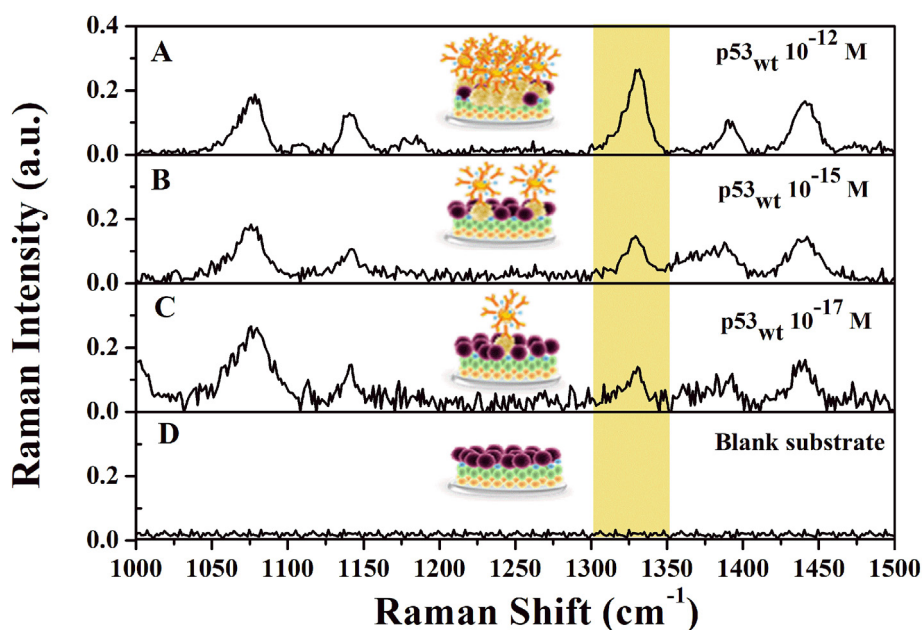 Raman Intensity (a.u.)
0.4
A
p53wt 10⁻¹² M
0.2
0.0
B
p53wt 10⁻¹⁵ M
0.2
0.0
C
p53wt 10⁻¹⁷ M
0.2
0.0
D
Blank substrate
0.2
0.0
1000 1050 1100 1150 1200 1250 1300 1350 1400 1450 1500
Raman Shift (cm⁻¹)